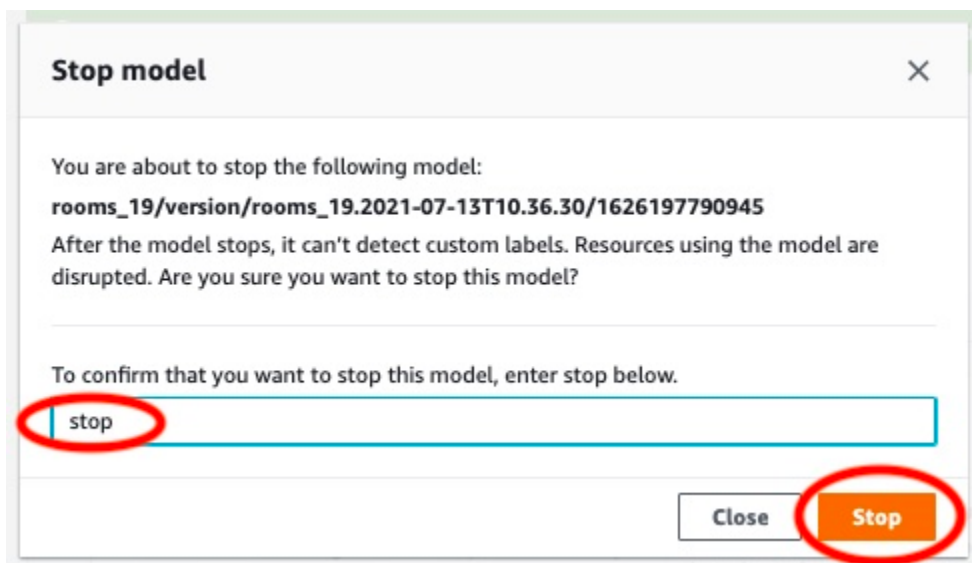 Stop model
You are about to stop the following model:
rooms_19/version/rooms_19.2021-07-13T10.36.30/1626197790945
After the model stops, it can't detect custom labels. Resources using the model are
disrupted. Are you sure you want to stop this model?
To confirm that you want to stop this model, enter stop below.
stop
Close Stop